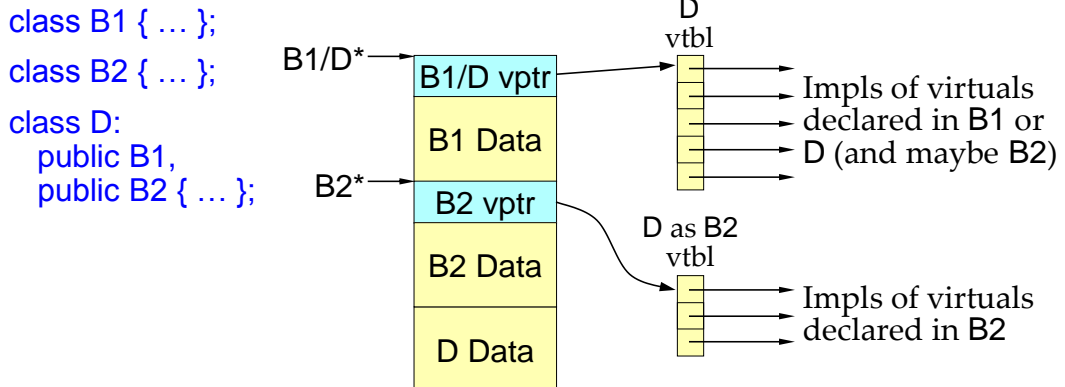 class B1 { … };
class B2 { … };
class D:
public B1,
public B2 { … };
B1/D*
B1/D vptr
B1 Data
B2*
B2 vptr
B2 Data
D Data
D
vtbl
Impls of virtuals
declared in B1 or
D (and maybe B2)
D as B2
vtbl
Impls of virtuals
declared in B2